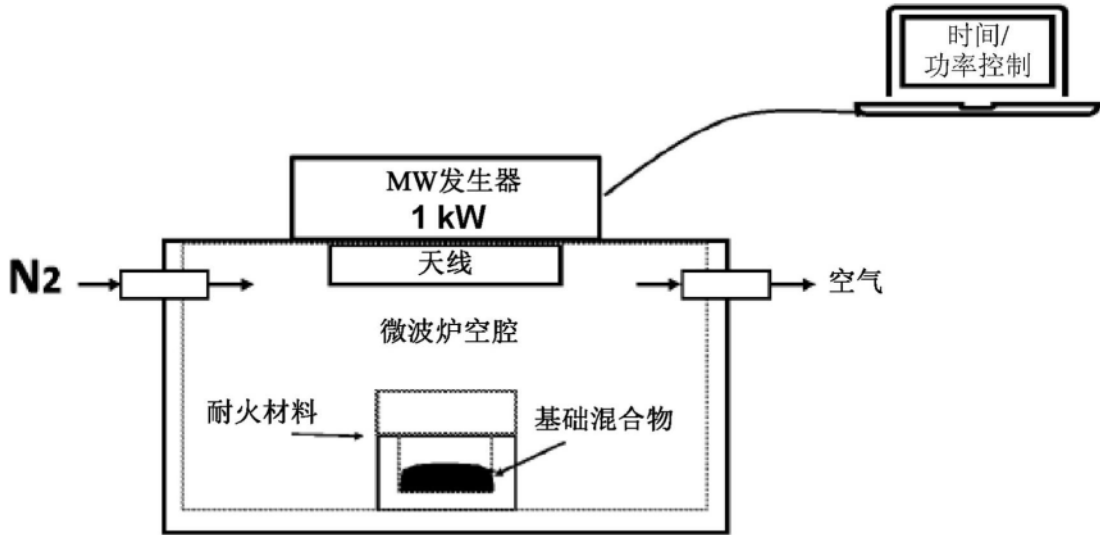 时间/
功率控制
MW发生器
1 kW
天线
N2
空气
微波炉空腔
耐火材料
基础混合物